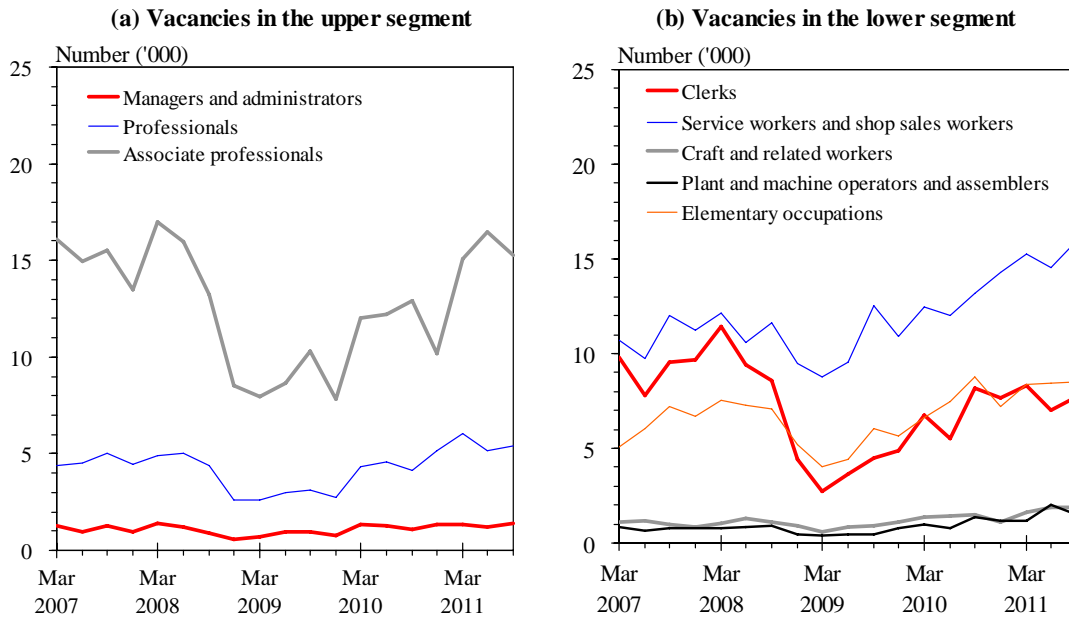 (a) Vacancies in the upper segment
Number ('000)
25
20
15
10
5
0
Managers and administrators
Professionals
Associate professionals
Mar Mar Mar Mar Mar
2007 2008 2009 2010 2011
(b) Vacancies in the lower segment
Number ('000)
25
20
15
10
5
0
Clerks
Service workers and shop sales workers
Craft and related workers
Plant and machine operators and assemblers
Elementary occupations
Mar Mar Mar Mar Mar
2007 2008 2009 2010 2011